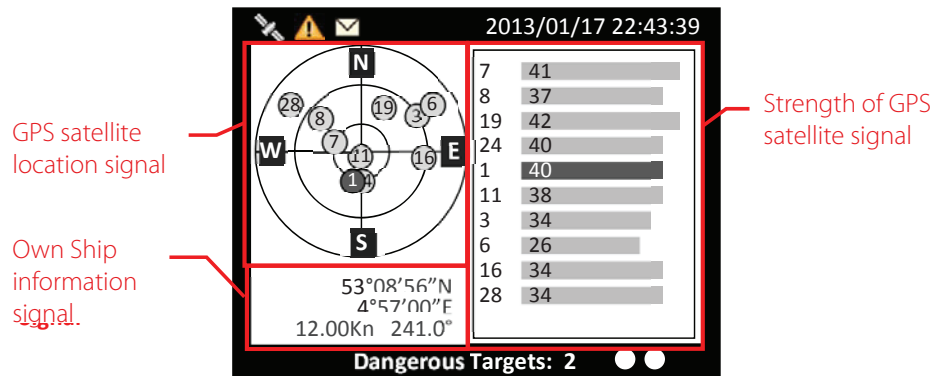 2013/01/17 22:43:39
GPS satellite
location signal
Own Ship
information
signal
N
28
19
6
3
8
7
W
11
16
E
1
4
S
53°08’56”N
4°57’00”E
12.00Kn 241.0°
7 41
8 37
19 42
24 40
1 40
11 38
3 34
6 26
16 34
28 34
Strength of GPS
satellite signal
Dangerous Targets: 2